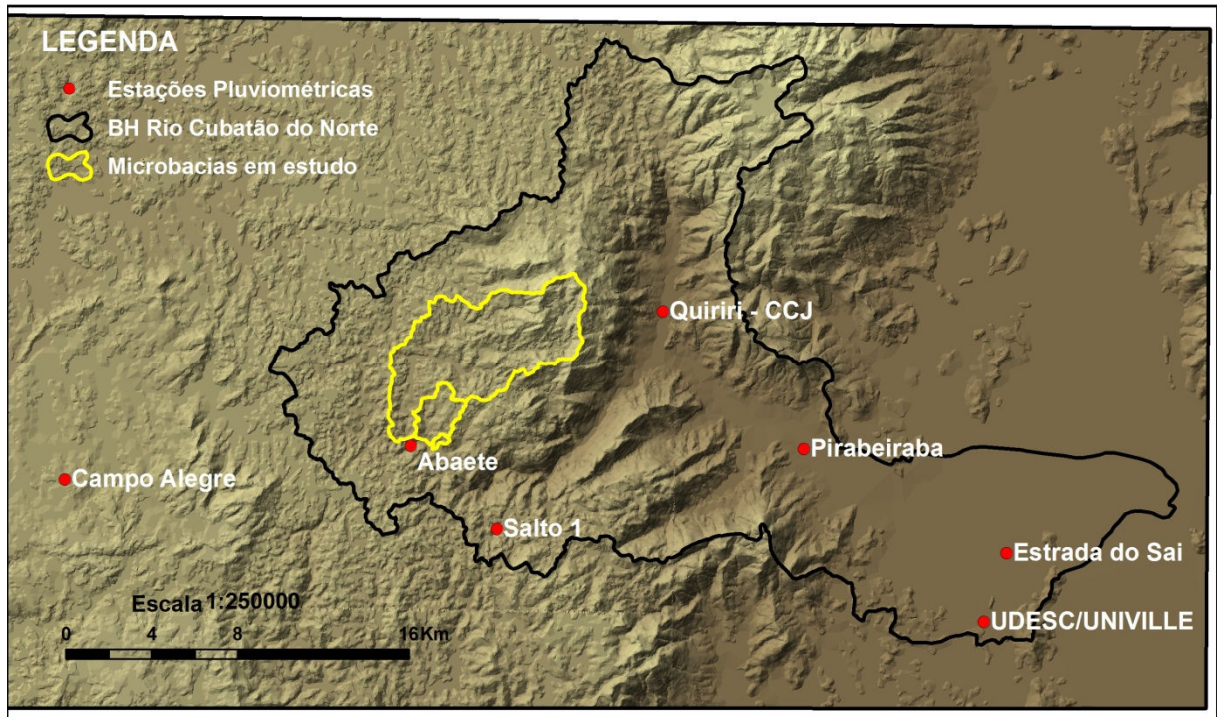 LEGENDA
Estações Pluviométricas
BH Rio Cubatão do Norte
Microbacias em estudo
Quiriri - CCJ
Pirabeiraba
Abaete
Campo Alegre
Salto 1
Estrada do Sai
Escala 1:250000
UDESC/UNIVILLE
0 4 8 16Km